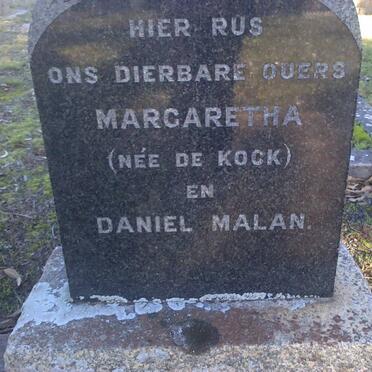 HIER RUS
ONS DIERBARE OUERS
MARGARETHA
(NÉE DE KOCK)
EN
DANIEL MALAN.